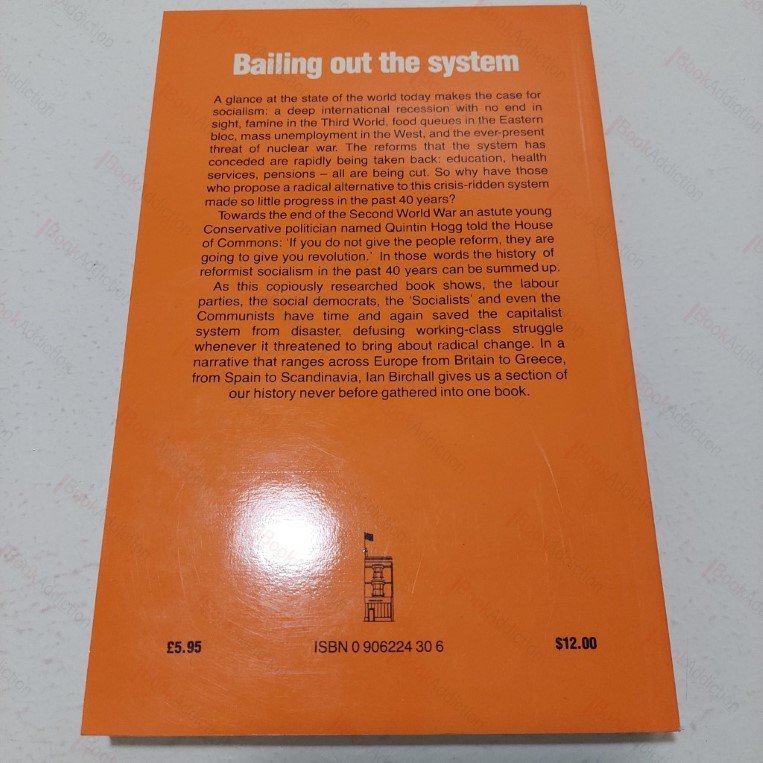 Bailing out the system
A glance at the state of the world today makes the case for
socialism: a deep international recession with no end in
sight, famine in the Third World, food queues in the Eastern
bloc, mass unemployment in the West, and the ever-present
threat of nuclear war. The reforms that the system has
conceded are rapidly being taken back: education, health
services, pensions – all are being cut. So why have those
who propose a radical alternative to this crisis-ridden system
made so little progress in the past 40 years?
Towards the end of the Second World War an astute young
Conservative politician named Quintin Hogg told the House
of Commons: 'If you do not give the people reform, they are
going to give you revolution.' In those words the history of
reformist socialism in the past 40 years can be summed up.
As this copiously researched book shows, the labour
parties, the social democrats, the 'Socialists' and even the
Communists have time and again saved the capitalist
system from disaster, defusing working-class struggle
whenever it threatened to bring about radical change. In a
narrative that ranges across Europe from Britain to Greece,
from Spain to Scandinavia, Ian Birchall gives us a section of
our history never before gathered into one book.
£5.95 ISBN 0 906224 30 6 $12.00
BookAddiction